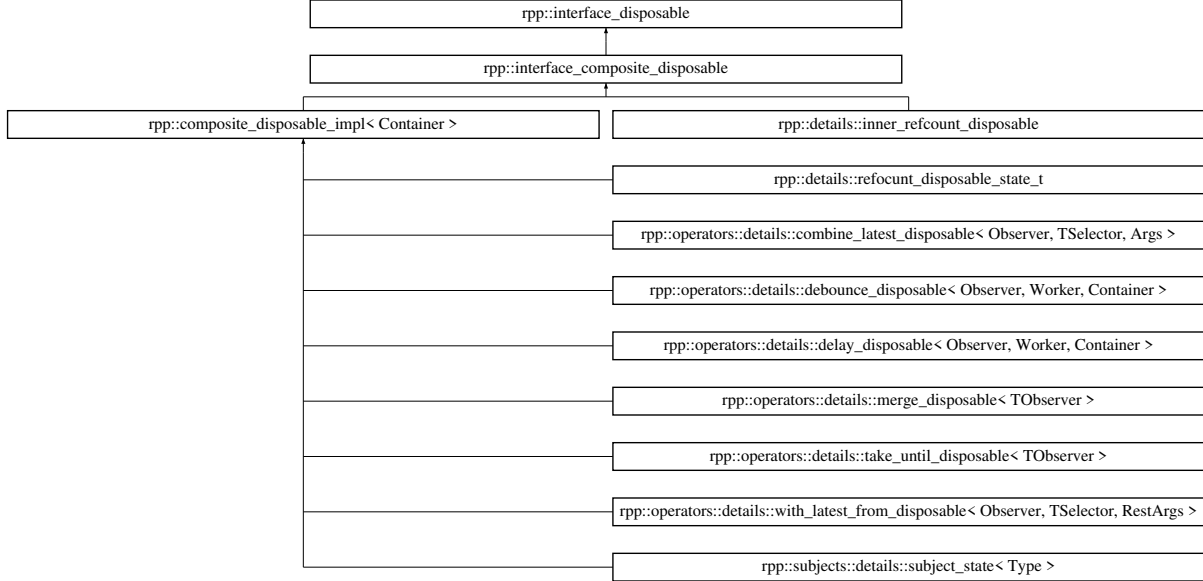 rpp::interface_disposable
rpp::interface_composite_disposable
rpp::composite_disposable_impl< Container >
rpp::details::inner_refcount_disposable
rpp::details::refocunt_disposable_state_t
rpp::operators::details::combine_latest_disposable< Observer, TSelector, Args >
rpp::operators::details::debounce_disposable< Observer, Worker, Container >
rpp::operators::details::delay_disposable< Observer, Worker, Container >
rpp::operators::details::merge_disposable< TObserver >
rpp::operators::details::take_until_disposable< TObserver >
rpp::operators::details::with_latest_from_disposable< Observer, TSelector, RestArgs >
rpp::subjects::details::subject_state< Type >